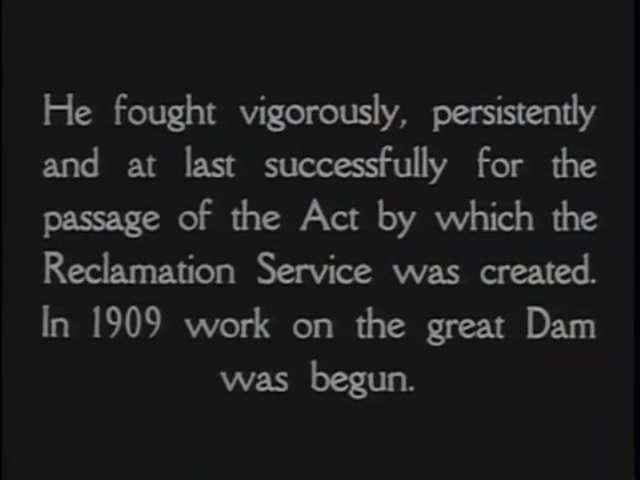 He fought vigorously, persistently
and at last successfully for the
passage of the Act by which the
Reclamation Service was created.
In 1909 work on the great Dam
was begun.